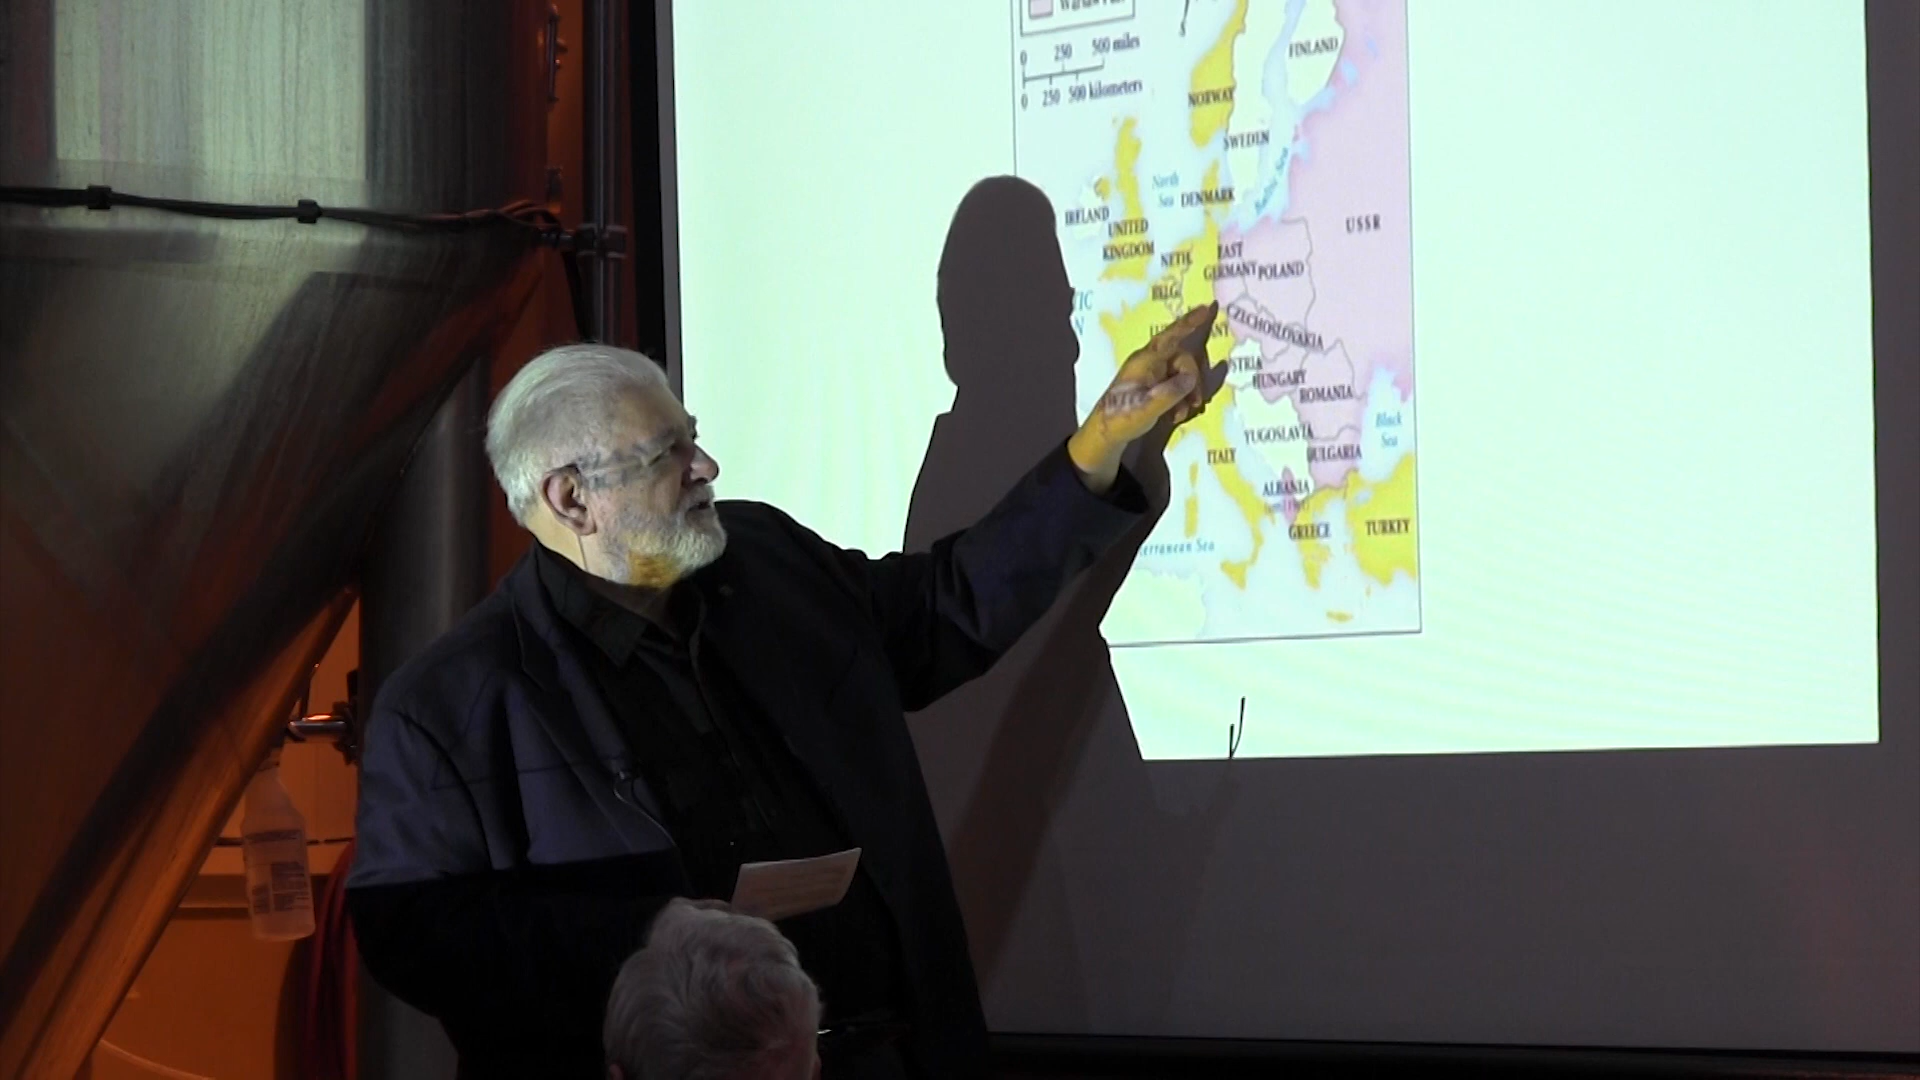 0 250 500 miles
0 250 500 kilometers
FINLAND
NORWAY
SWEDEN
Baltic Sea
North
Sea
DENMARK
IRELAND
UNITED
KINGDOM
USSR
NETH.
EAST
GERMANY
POLAND
BELG.
CZECHOSLOVAKIA
HUNGARY
ROMANIA
Black
Sea
YUGOSLAVIA
BULGARIA
ITALY
ALBANIA
GREECE
TURKEY
Sea